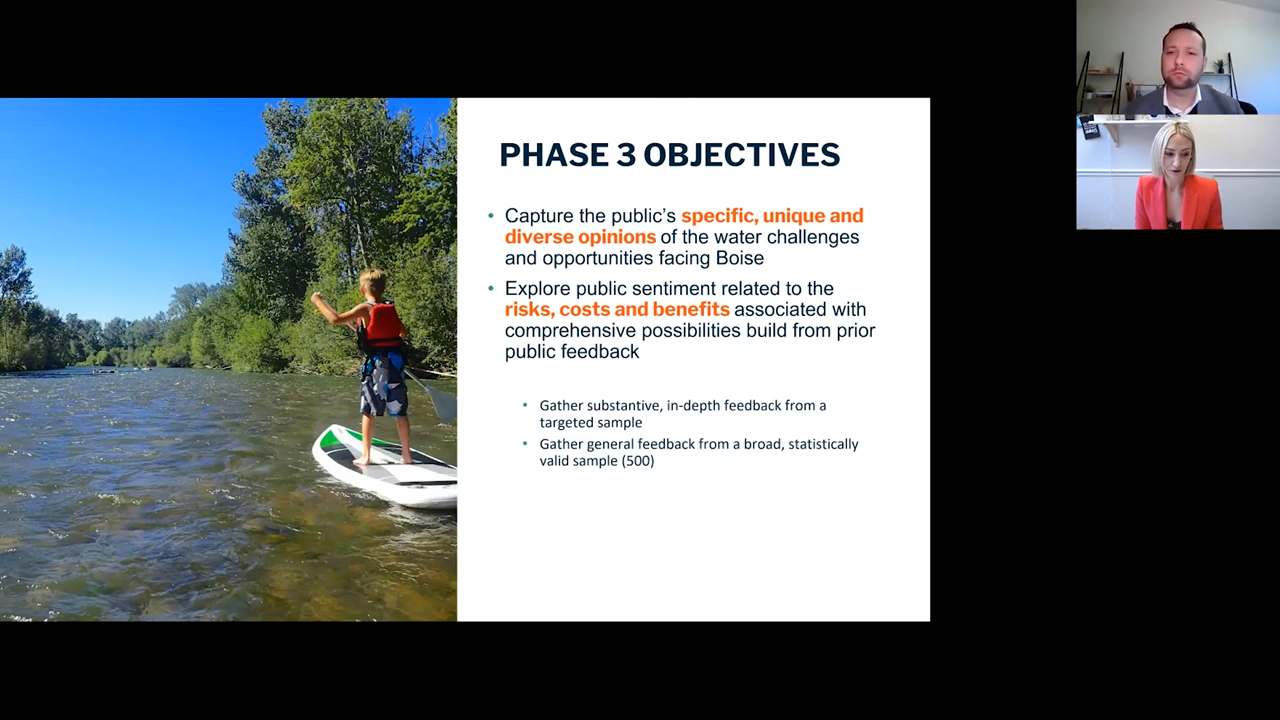 PHASE 3 OBJECTIVES
• Capture the public's specific, unique and
diverse opinions of the water challenges
and opportunities facing Boise
• Explore public sentiment related to the
risks, costs and benefits associated with
comprehensive possibilities build from prior
public feedback
• Gather substantive, in-depth feedback from a
targeted sample
• Gather general feedback from a broad, statistically
valid sample (500)